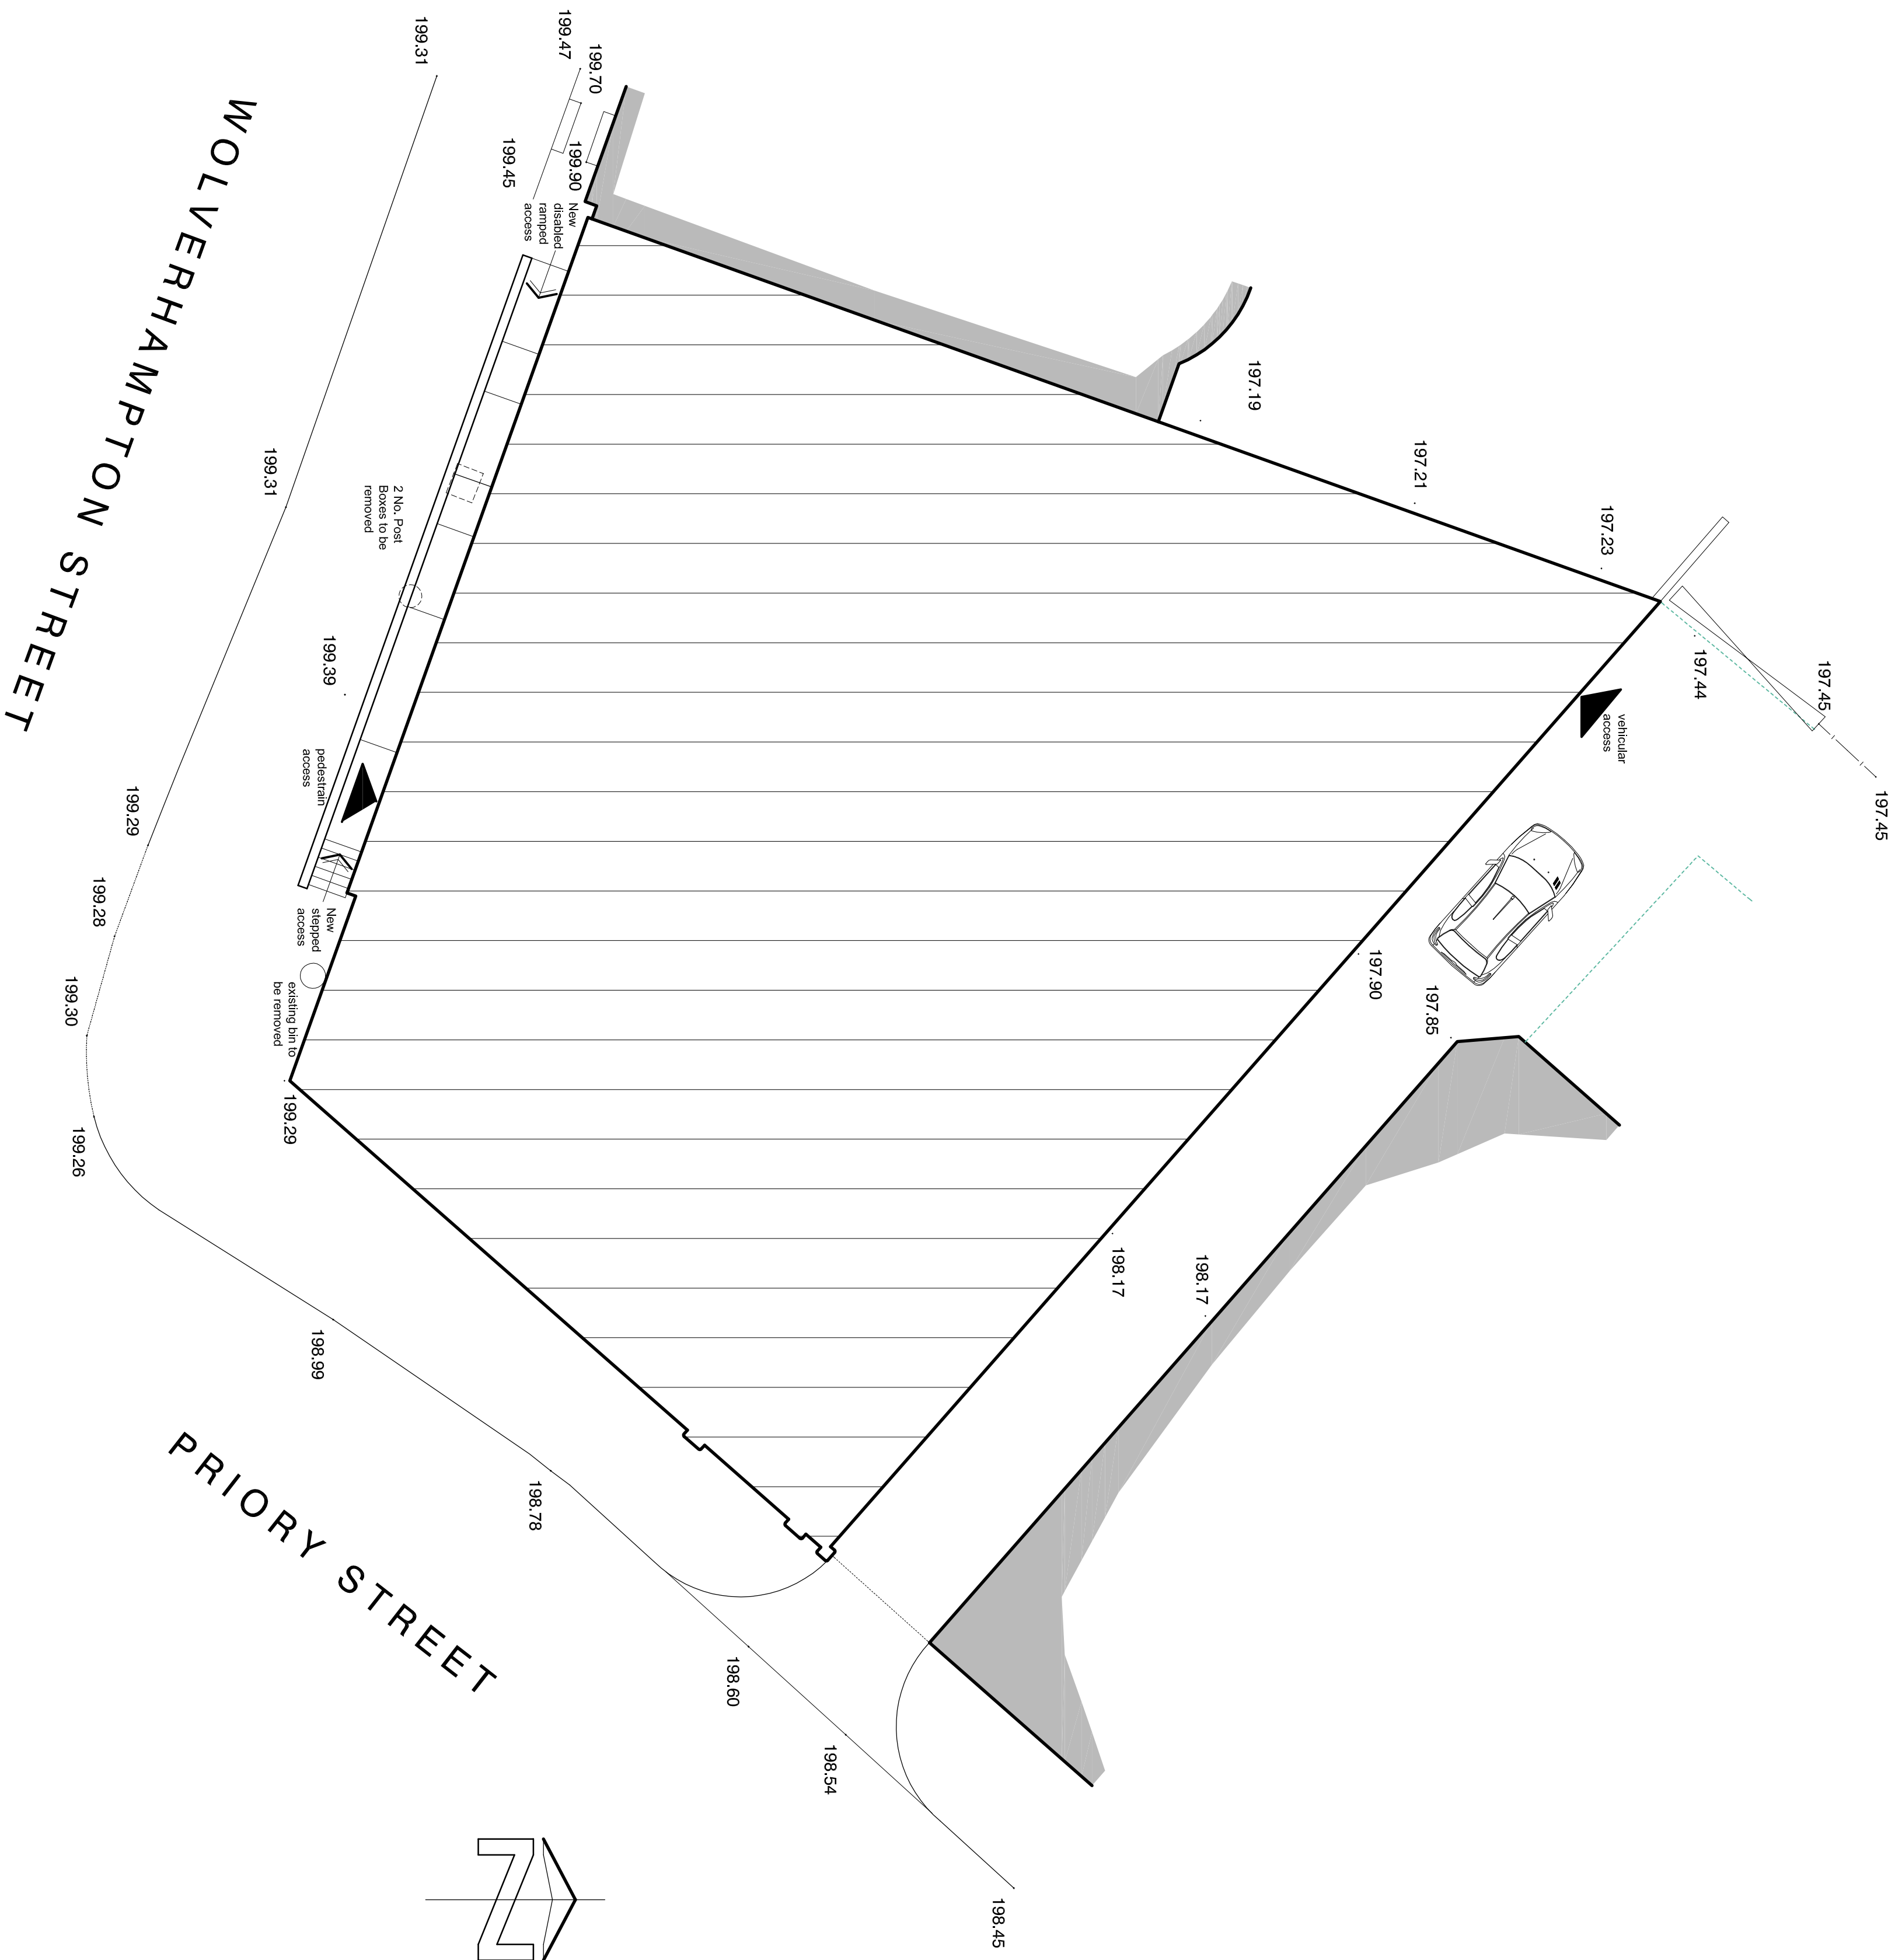 WOLVERHAMPTON STREET
PRIORY STREET
199.31
199.47
199.70
199.45
199.90
New
disabled
ramped
access
199.31
2 No. Post
Boxes to be
removed
199.39
pedestrain
access
New
stepped
access
existing bin to
be removed
199.29
199.28
199.30
199.26
199.29
198.99
198.78
198.60
198.54
198.45
197.19
197.21
197.23
197.44
197.45
197.45
vehicular
access
197.90
197.85
198.17
198.17
N